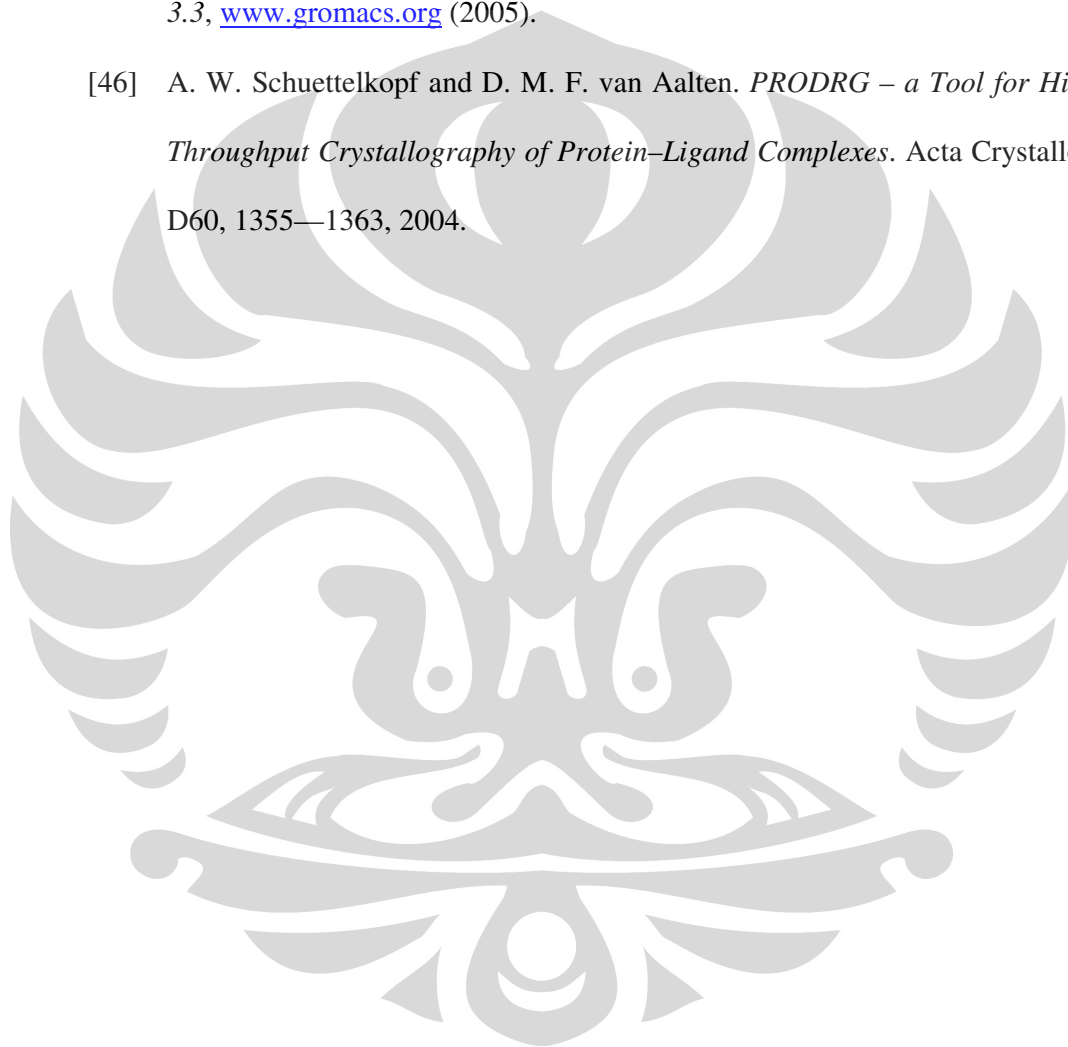 3.3, www.gromacs.org (2005).
[46] A. W. Schuettelkopf and D. M. F. van Aalten. PRODRG – a Tool for Hi
Throughput Crystallography of Protein–Ligand Complexes. Acta Crystall
D60, 1355—1363, 2004.